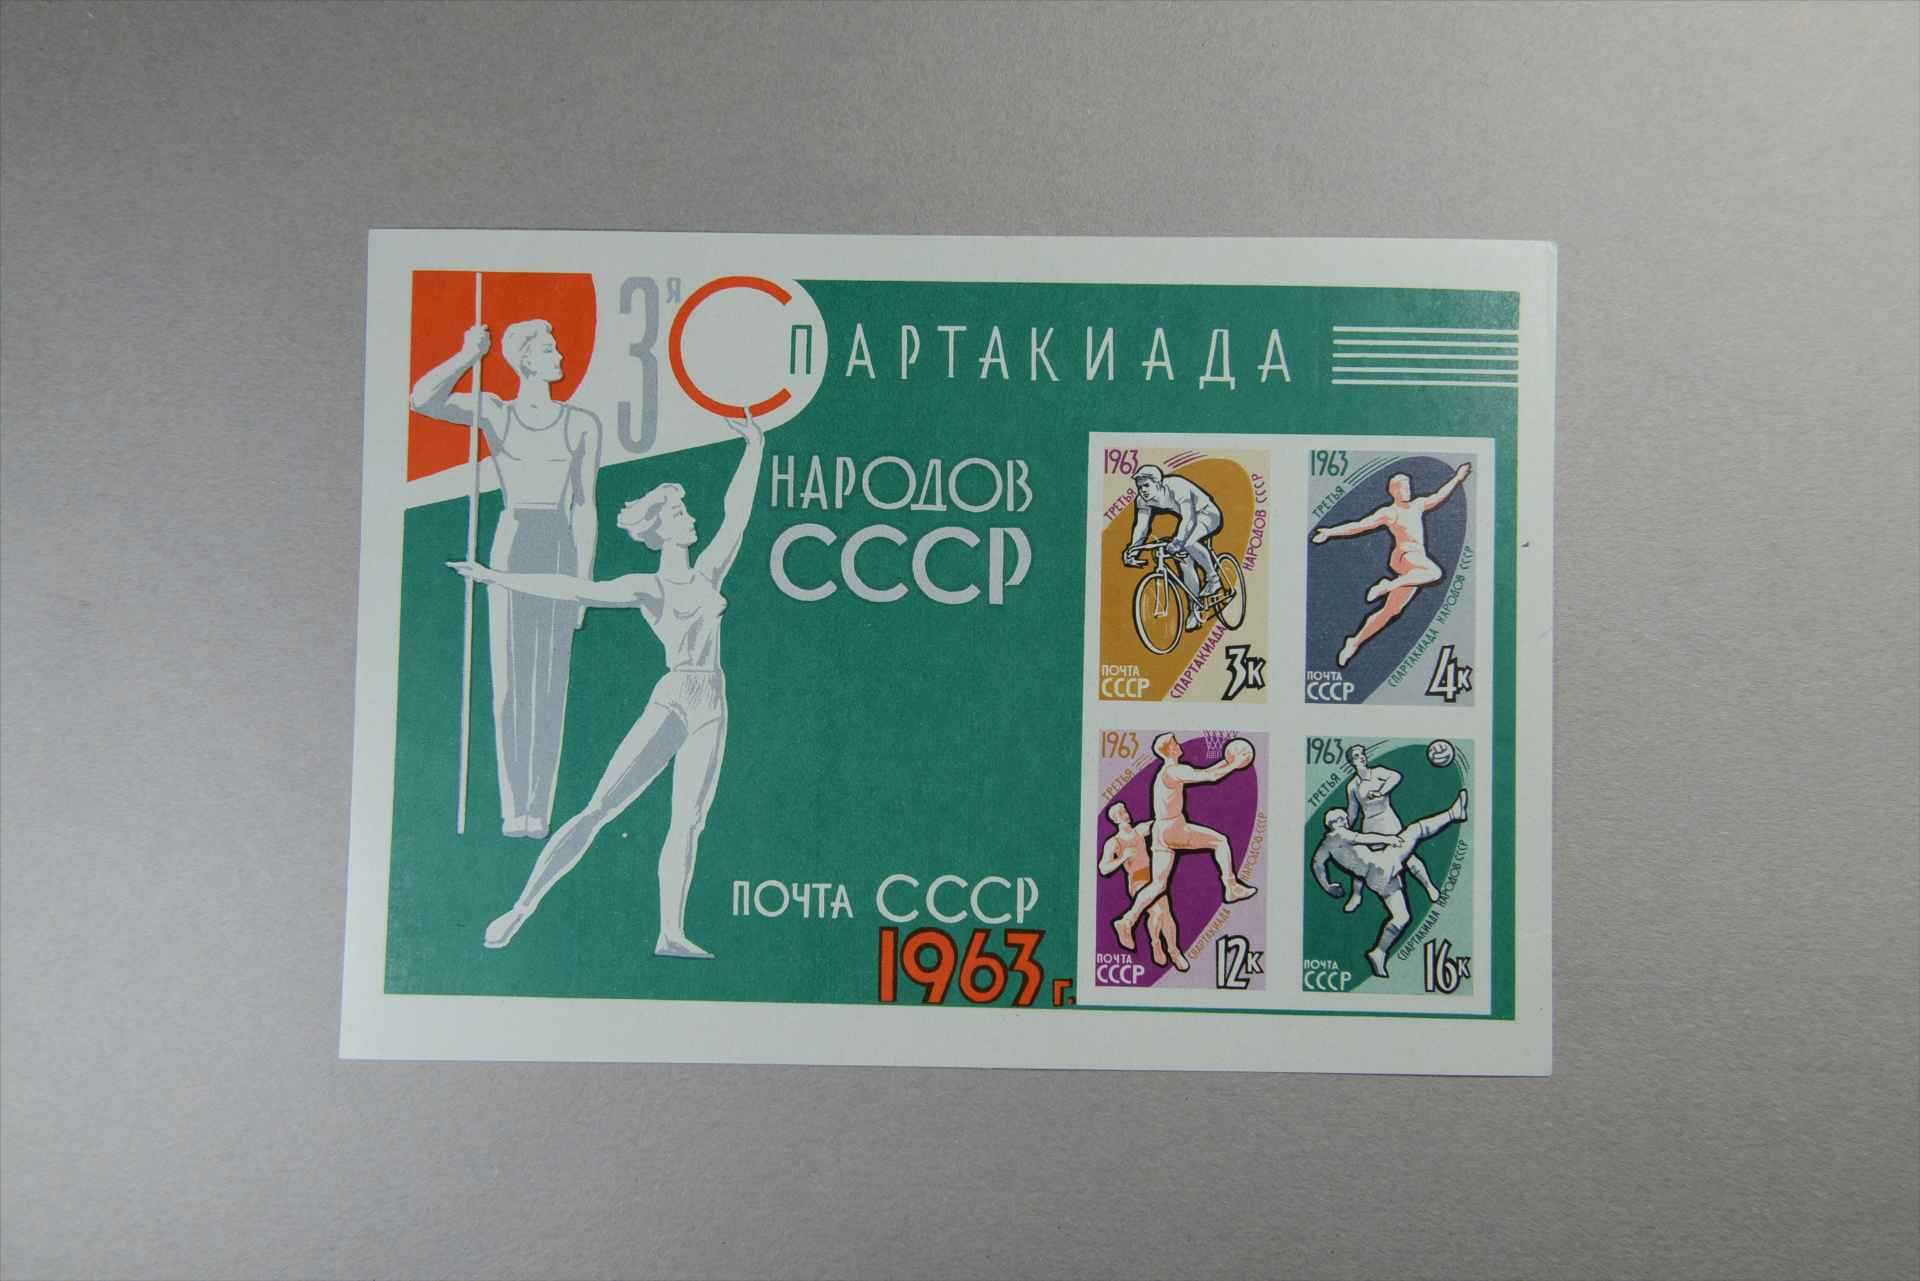 3я СПАРТАКИАДА
НАРОДОВ
СССР
ПОЧТА СССР
1963 г.
1963
ТРЕТЬЯ
СПАРТАКИАДА
НАРОДОВ СССР
ПОЧТА
СССР
3К
1963
ТРЕТЬЯ
СПАРТАКИАДА НАРОДОВ СССР
ПОЧТА
СССР
4К
1963
ТРЕТЬЯ
СПАРТАКИАДА
НАРОДОВ СССР
ПОЧТА
СССР
12К
1963
ТРЕТЬЯ
СПАРТАКИАДА НАРОДОВ СССР
ПОЧТА
СССР
16К